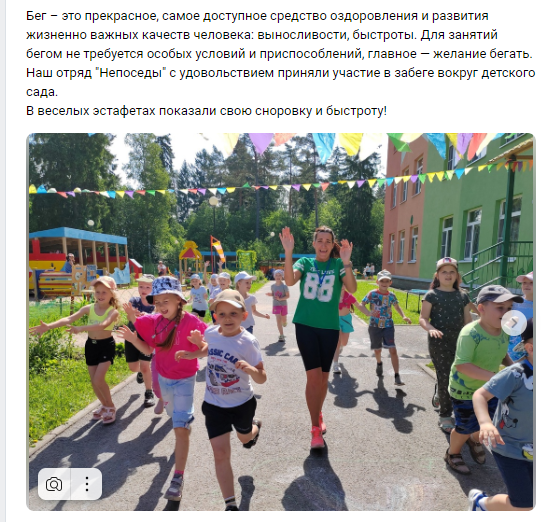 Бег – это прекрасное, самое доступное средство оздоровления и развития
жизненно важных качеств человека: выносливости, быстроты. Для занятий
бегом не требуется особых условий и приспособлений, главное — желание бегать.
Наш отряд "Непоседы" с удовольствием приняли участие в забеге вокруг детского
сада.
В веселых эстафетах показали свою сноровку и быстроту!
88
CLASSIC
CARS